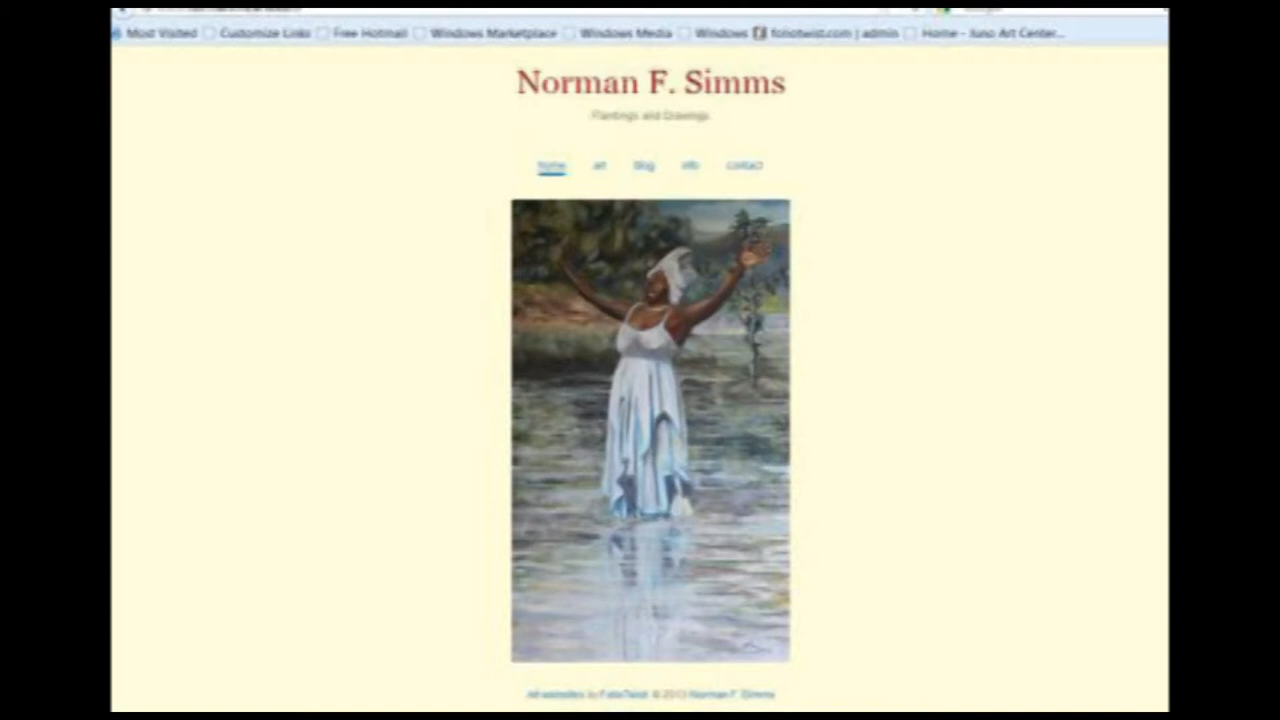 Most Visited Customize Links Free Hotmail Windows Marketplace Windows Media Windows foliotwist.com | admin Home - Juno Art Center...
Norman F. Simms
Paintings and Drawings
home art blog info contact
Art websites by FolioTwist © 2013 Norman F. Simms